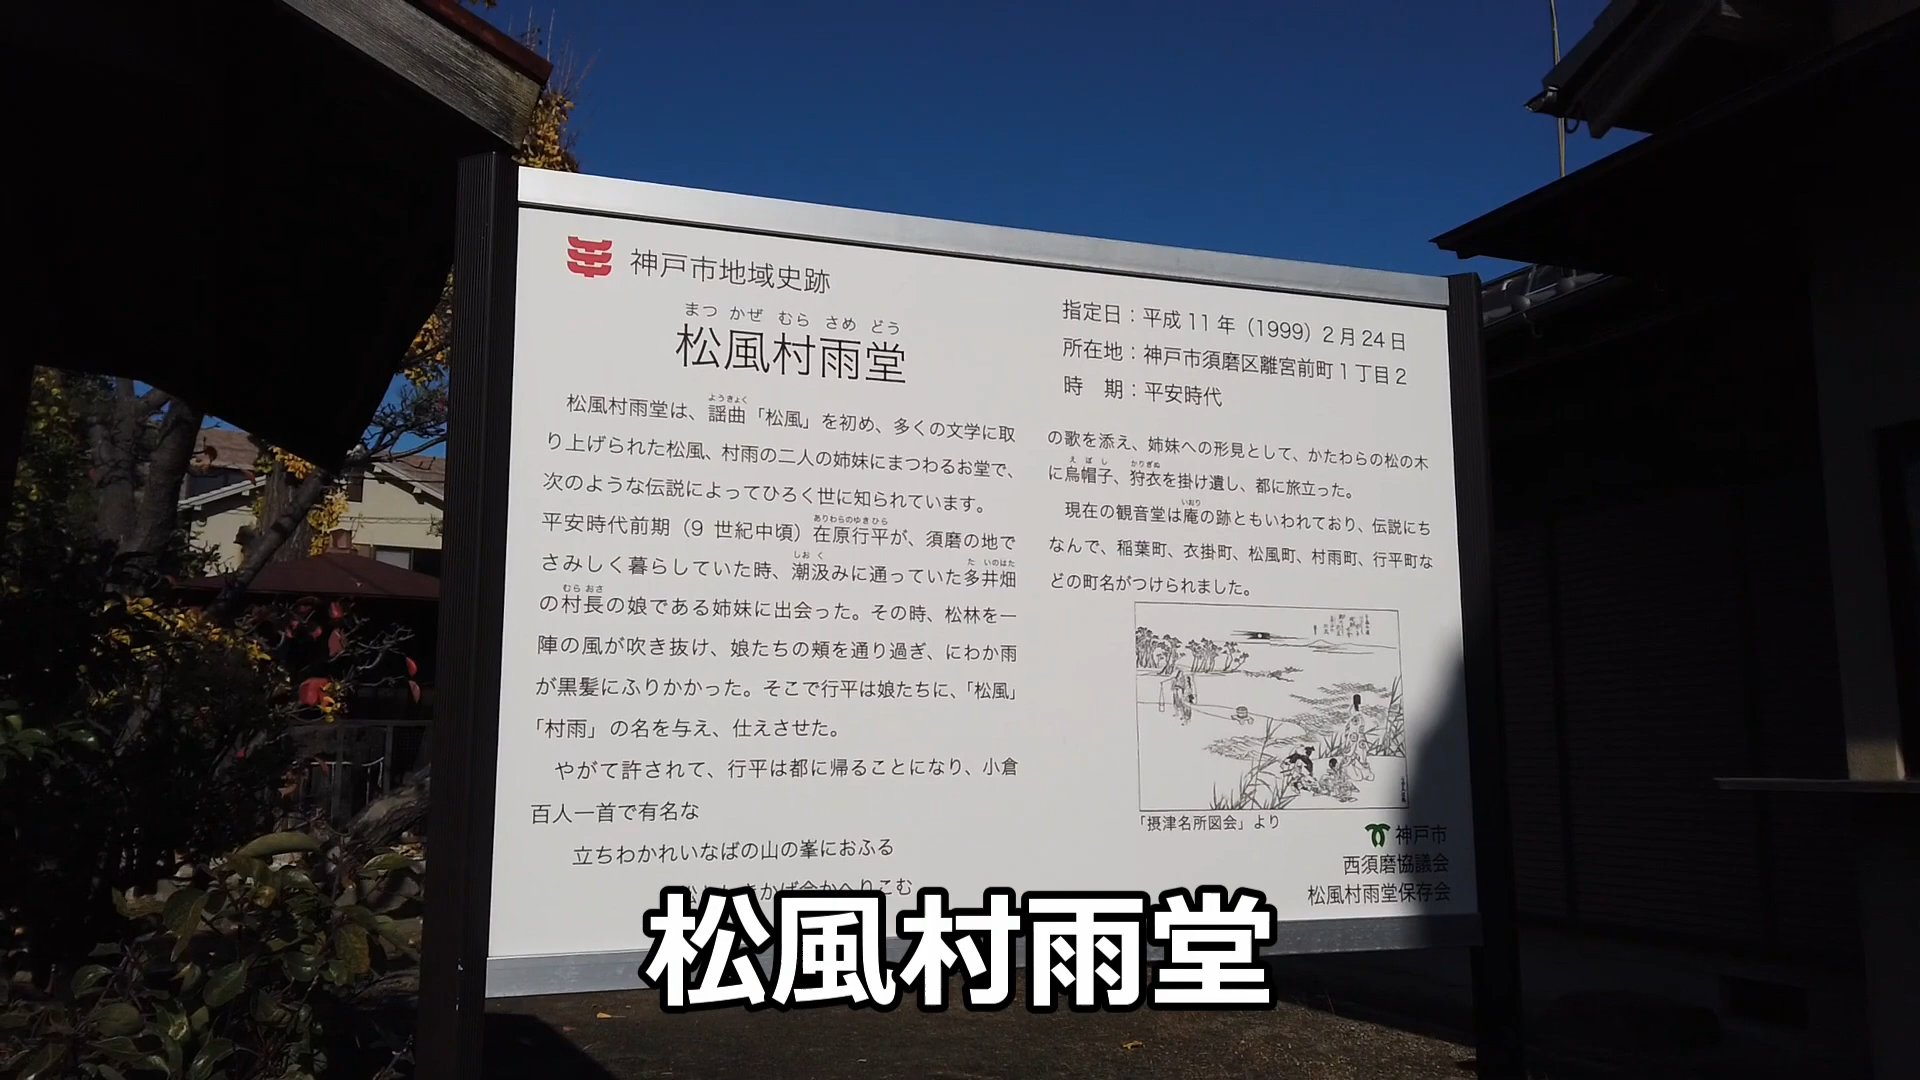 神戸市地域史跡
まつ かぜ むら さめ どう
松風村雨堂
松風村雨堂は、謡曲「松風」を初め、多くの文学に取
り上げられた松風、村雨の二人の姉妹にまつわるお堂で、
次のような伝説によってひろく世に知られています。
平安時代前期（9 世紀中頃）在原行平が、須磨の地で
さみしく暮らしていた時、潮汲みに通っていた多井畑
の村長の娘である姉妹に出会った。その時、松林を一
陣の風が吹き抜け、娘たちの頬を通り過ぎ、にわか雨
が黒髪にふりかかった。そこで行平は娘たちに、「松風」
「村雨」の名を与え、仕えさせた。
やがて許されて、行平は都に帰ることになり、小倉
百人一首で有名な
立ちわかれいなばの山の峯におふる
指定日：平成 11 年（1999）2 月 24 日
所在地：神戸市須磨区離宮前町 1 丁目 2
時　期：平安時代
の歌を添え、姉妹への形見として、かたわらの松の木
に烏帽子、狩衣を掛け遺し、都に旅立った。
現在の観音堂は庵の跡ともいわれており、伝説にち
なんで、稲葉町、衣掛町、松風町、村雨町、行平町な
どの町名がつけられました。
「摂津名所図会」より
神戸市
西須磨協議会
松風村雨堂保存会
松風村雨堂